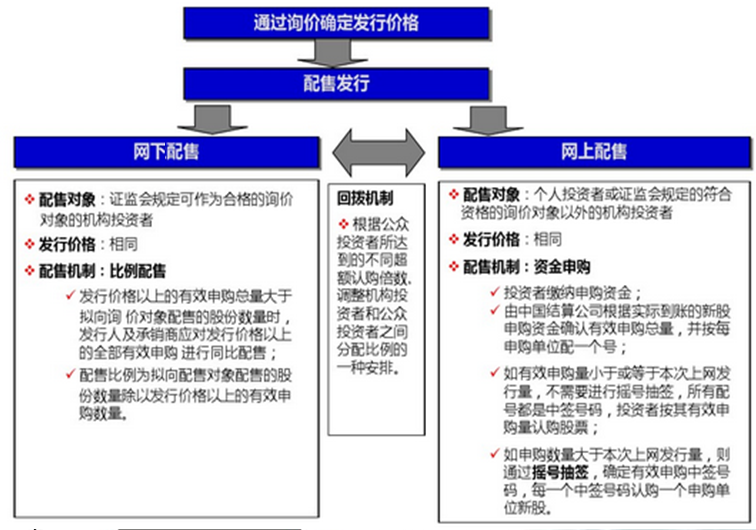 通过询价确定发行价格
配售发行
网下配售
❖ 配售对象：证监会规定可作为合格的询价
对象的机构投资者
❖ 发行价格：相同
❖ 配售机制：比例配售
✓ 发行价格以上的有效申购总量大于
拟向询 价对象配售的股份数量时，
发行人及承销商应对发行价格以上
的全部有效申购 进行同比配售；
✓ 配售比例为拟向配售对象配售的股
份数量除以发行价格以上的有效申
购数量。
回拨机制
❖ 根据公众
投资者所达
到的不同超
额认购倍数,
调整机构投
资者和公众
投资者之间
分配比例的
一种安排。
网上配售
❖ 配售对象：个人投资者或证监会规定的符合
资格的询价对象以外的机构投资者
❖ 发行价格：相同
❖ 配售机制：资金申购
✓ 投资者缴纳申购资金；
✓ 由中国结算公司根据实际到账的新股
申购资金确认有效申购总量，并按每
申购单位配一个号；
✓ 如有效申购量小于或等于本次上网发
行量，不需要进行摇号抽签，所有配
号都是中签号码，投资者按其有效申
购量认购股票；
✓ 如申购数量大于本次上网发行量，则
通过摇号抽签，确定有效申购中签号
码，每一个中签号码认购一个申购单
位新股。